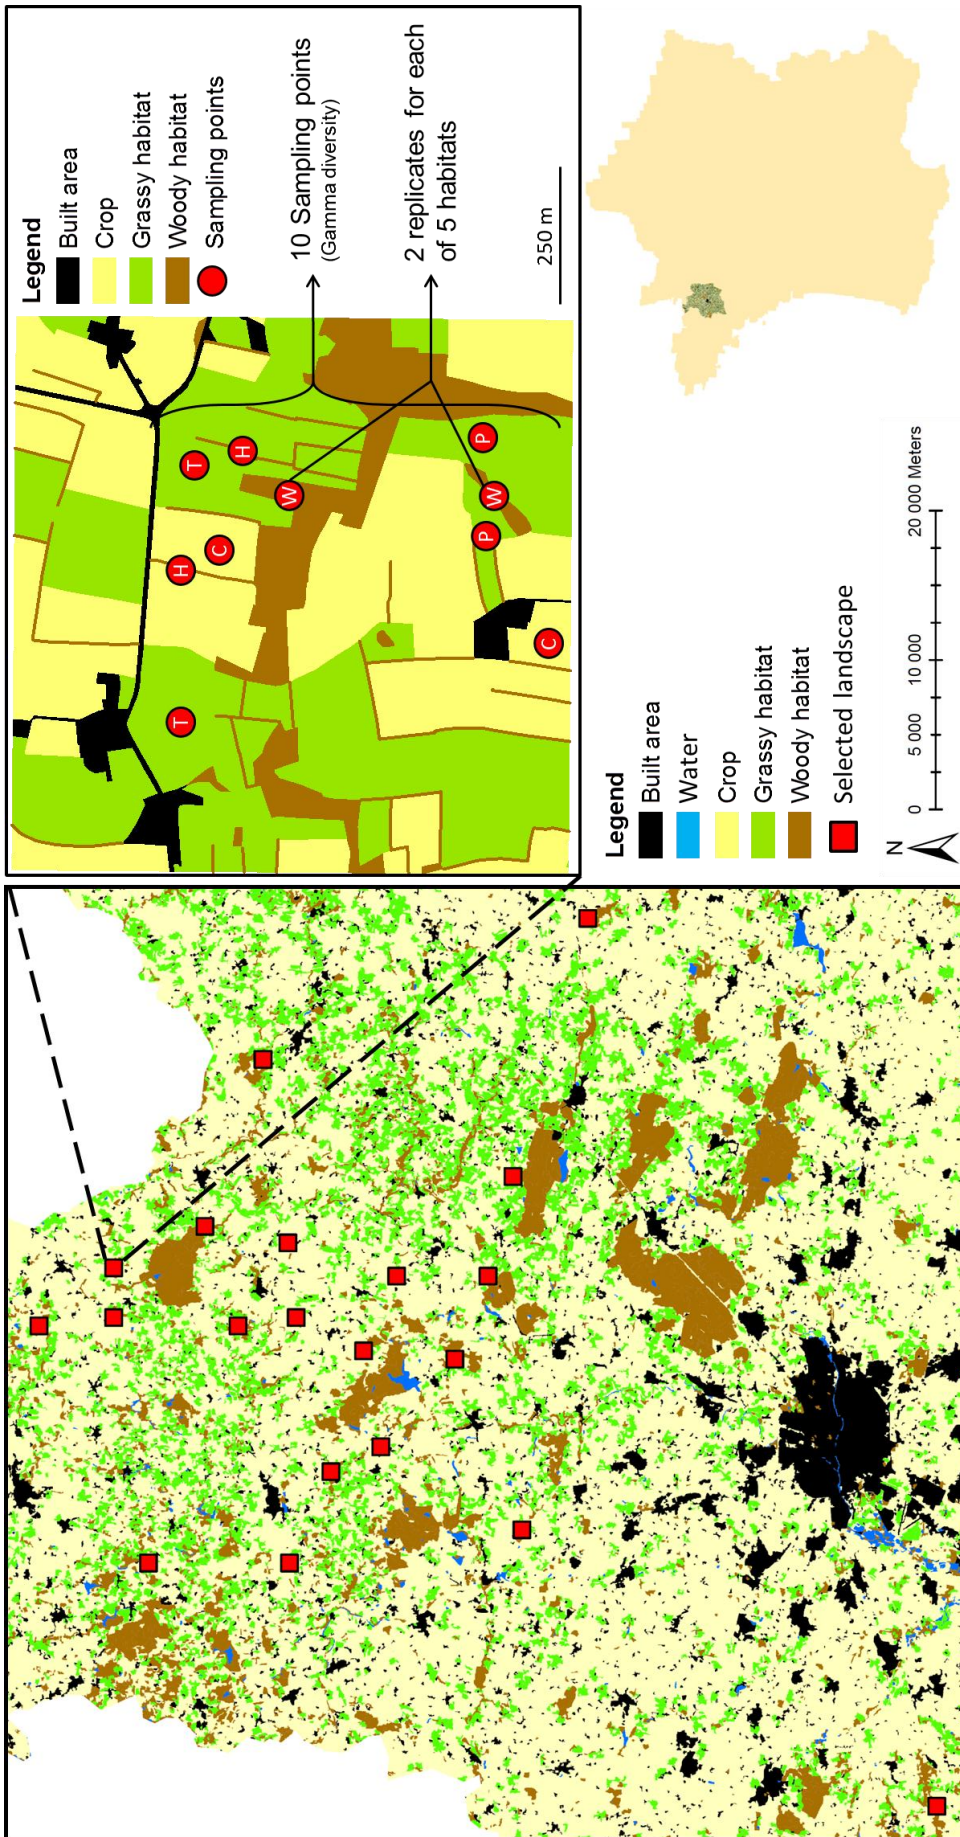 Legend
Built area
Crop
Grassy habitat
Woody habitat
Sampling points
10 Sampling points
(Gamma diversity)
2 replicates for each
of 5 habitats
250 m
T
T
H
H
C
W
P
W
P
C
Legend
Built area
Water
Crop
Grassy habitat
Woody habitat
Selected landscape
N
0 5 000 10 000 20 000 Meters